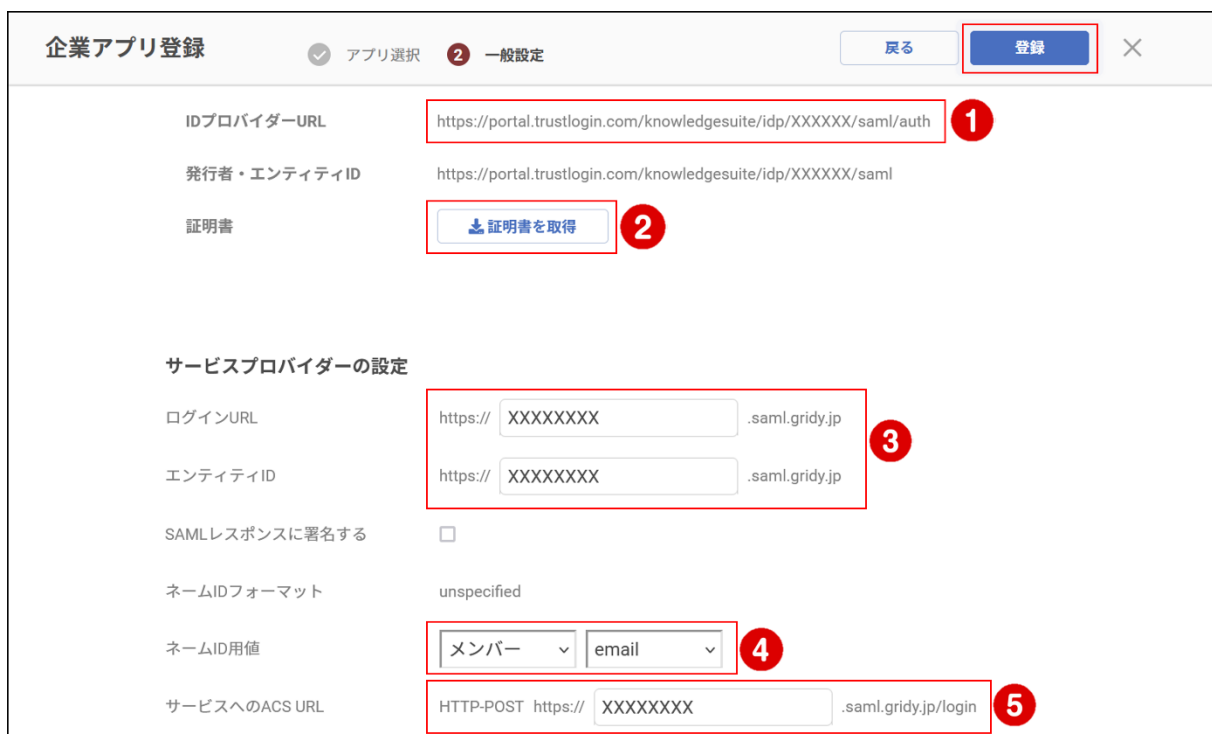 企業アプリ登録 アプリ選択 2 一般設定 戻る 登録
IDプロバイダーURL https://portal.trustlogin.com/knowledgesuite/idp/XXXXXX/saml/auth 1
発行者・エンティティID https://portal.trustlogin.com/knowledgesuite/idp/XXXXXX/saml
証明書 証明書を取得 2
サービスプロバイダーの設定
ログインURL https:// XXXXXXXX .saml.gridy.jp
3
エンティティID https:// XXXXXXXX .saml.gridy.jp
SAMLレスポンスに署名する
ネームIDフォーマット unspecified
ネームID用値 メンバー email 4
サービスへのACS URL HTTP-POST https:// XXXXXXXX .saml.gridy.jp/login 5